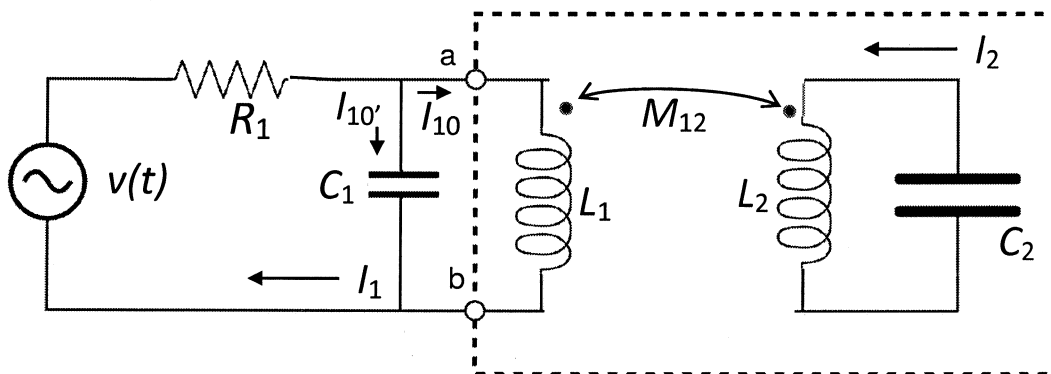 a
I₂
R₁
I₁₀′
I₁₀
M₁₂
v(t)
C₁
L₁
L₂
C₂
I₁
b